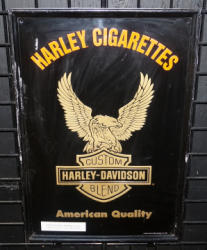 HARLEY CIGARETTES
CUSTOM
HARLEY-DAVIDSON
BLEND
American Quality